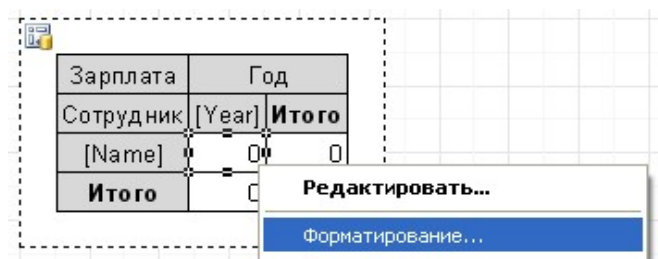 Зарплата Год
Сотрудник [Year] Итого
[Name] 0 0
Итого 0
Редактировать...
Форматирование...